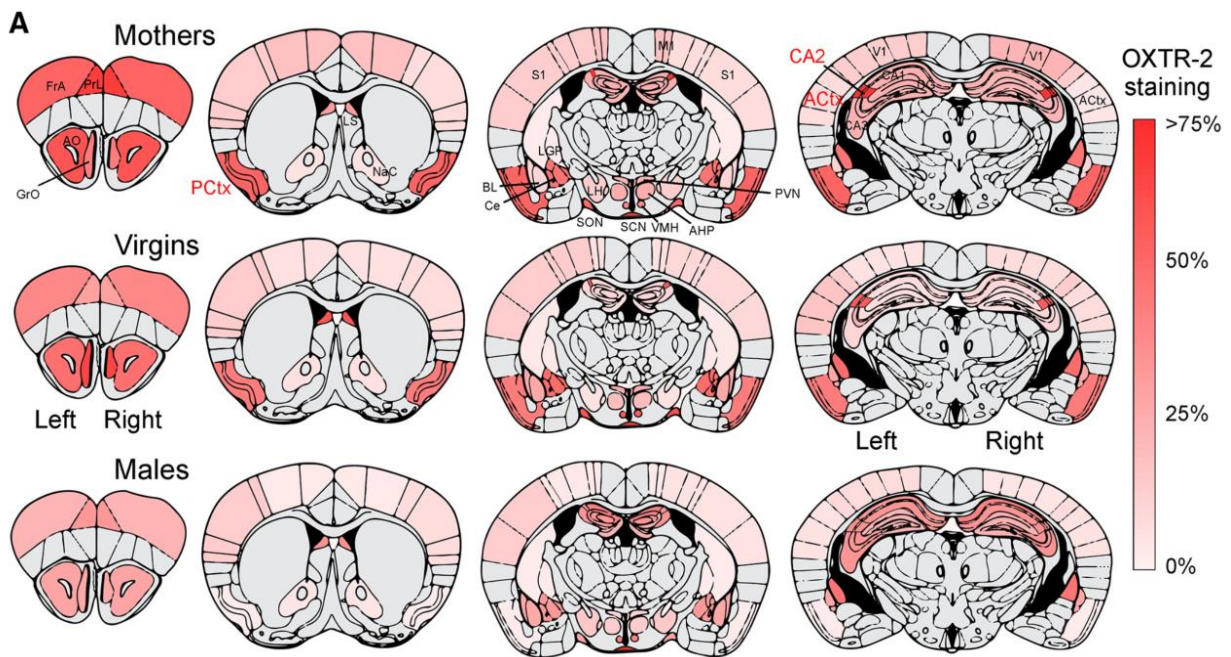 A
Mothers
FrA
PrL
AO
GrO
PCtx
LS
NaC
M1
S1
S1
LGP
BL
Ce
LH
SON
SCN
VMH
AHP
PVN
CA2
ACtx
V1
V1
CA1
ACtx
OXTR-2
staining
>75%
50%
25%
0%
Virgins
Left
Right
Left
Right
Males